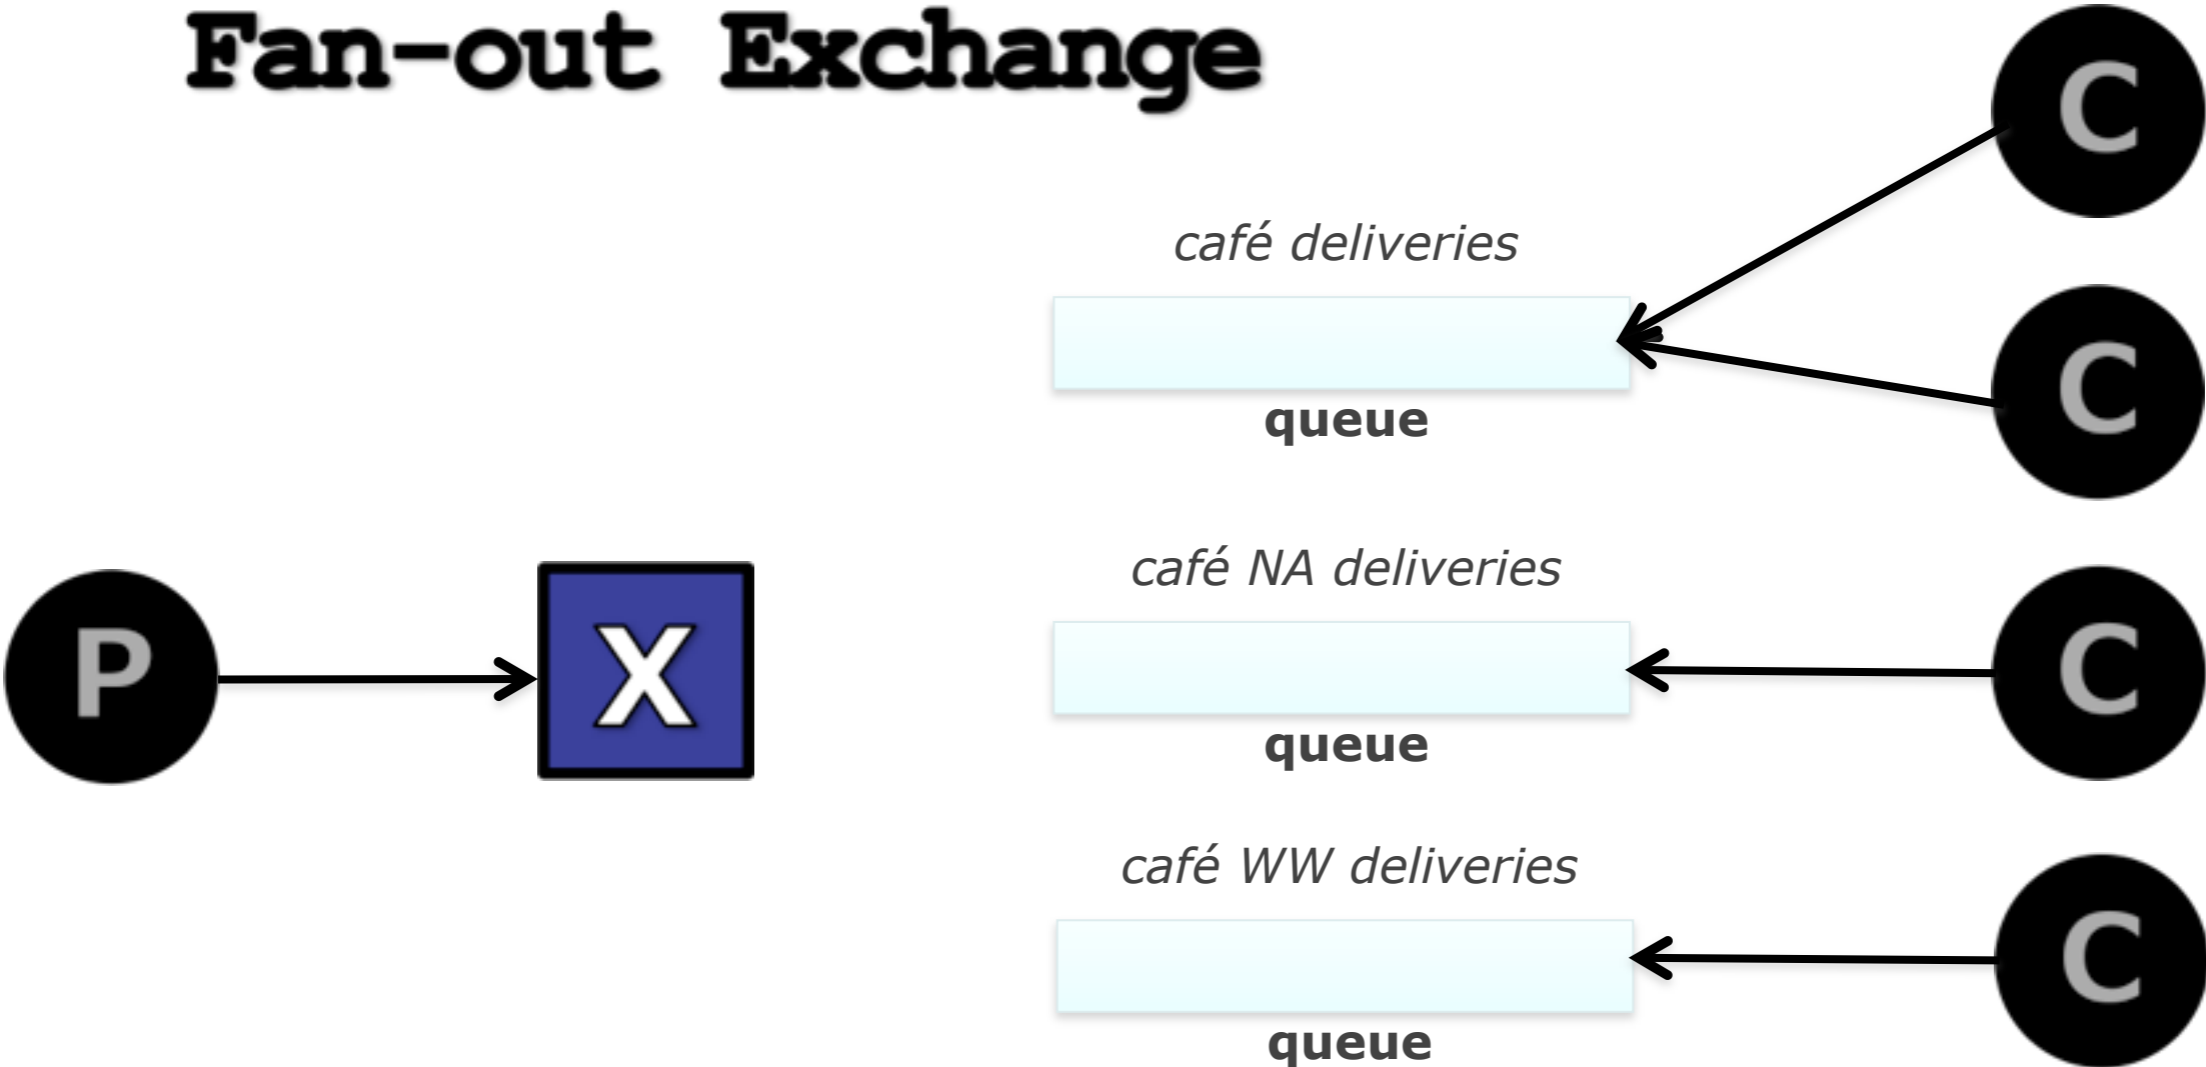 Fan-out Exchange
C
café deliveries
queue
C
café NA deliveries
P
X
C
queue
café WW deliveries
C
queue